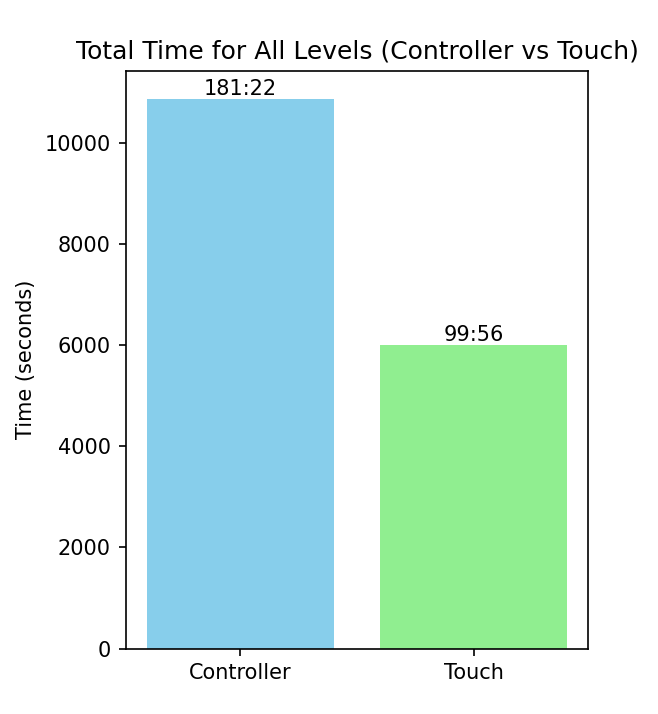 Total Time for All Levels (Controller vs Touch)
181:22
10000
8000
99:56
6000
Time (seconds)
4000
2000
0
Controller
Touch